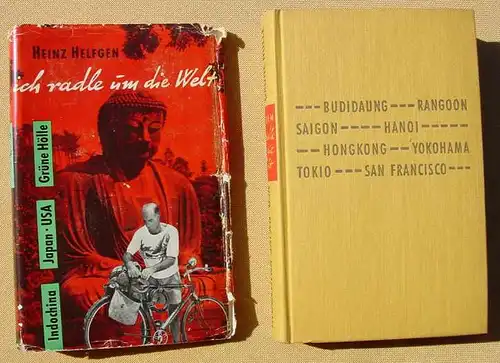 HEINZ HELFGEN
ich radle um die Welt
Grüne Hölle
Japan · USA
Indochina
--- BUDIDAUNG --- RANGOON
SAIGON ---- HANOI -----
-- HONGKONG -- YOKOHAMA
TOKIO --- SAN FRANCISCO ---